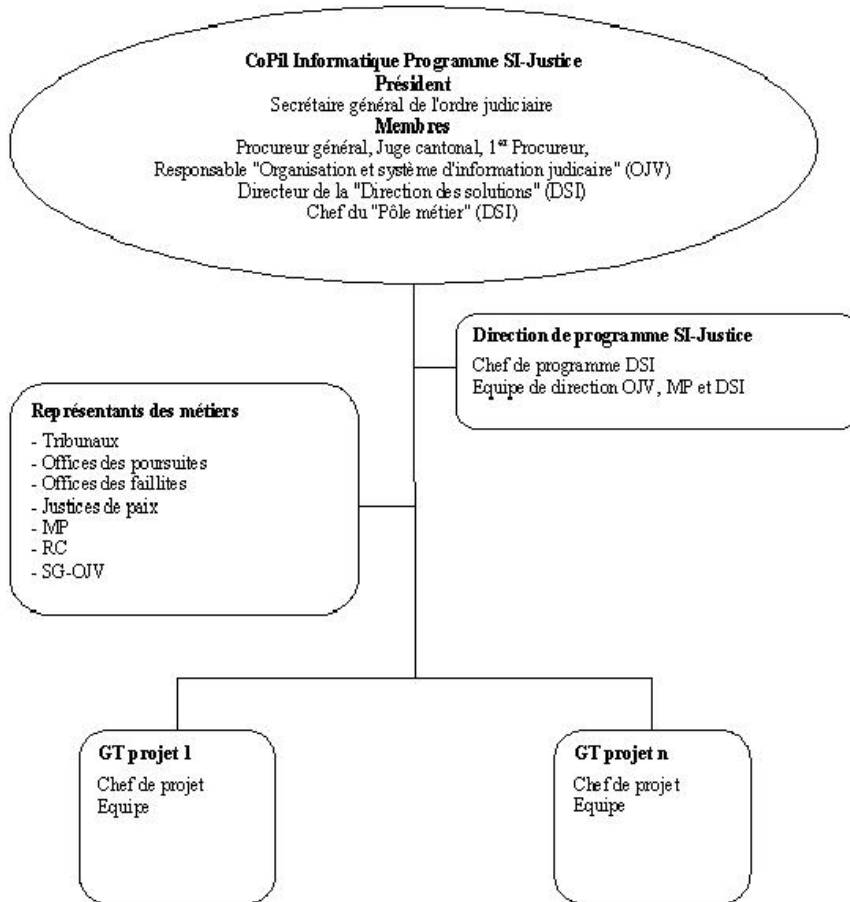 CoPil Informatique Programme SI-Justice
Président
Secrétaire général de l'ordre judiciaire
Membres
Procureur général, Juge cantonal, 1er Procureur,
Responsable "Organisation et système d'information judicaire" (OJV)
Directeur de la "Direction des solutions" (DSI)
Chef du "Pôle métier" (DSI)
Direction de programme SI-Justice
Chef de programme DSI
Equipe de direction OJV, MP et DSI
Représentants des métiers
- Tribunaux
- Offices des poursuites
- Offices des faillites
- Justices de paix
- MP
- RC
- SG-OJV
GT projet 1
Chef de projet
Equipe
GT projet n
Chef de projet
Equipe